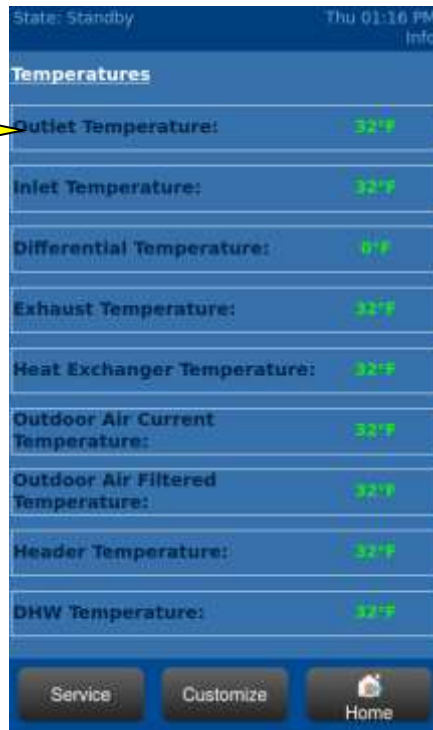 State: Standby Thu 01:16 PM
Info
Temperatures
Outlet Temperature: 32°F
Inlet Temperature: 32°F
Differential Temperature: 0°F
Exhaust Temperature: 32°F
Heat Exchanger Temperature: 32°F
Outdoor Air Current
Temperature: 32°F
Outdoor Air Filtered
Temperature: 32°F
Header Temperature: 32°F
DHW Temperature: 32°F
Service Customize Home